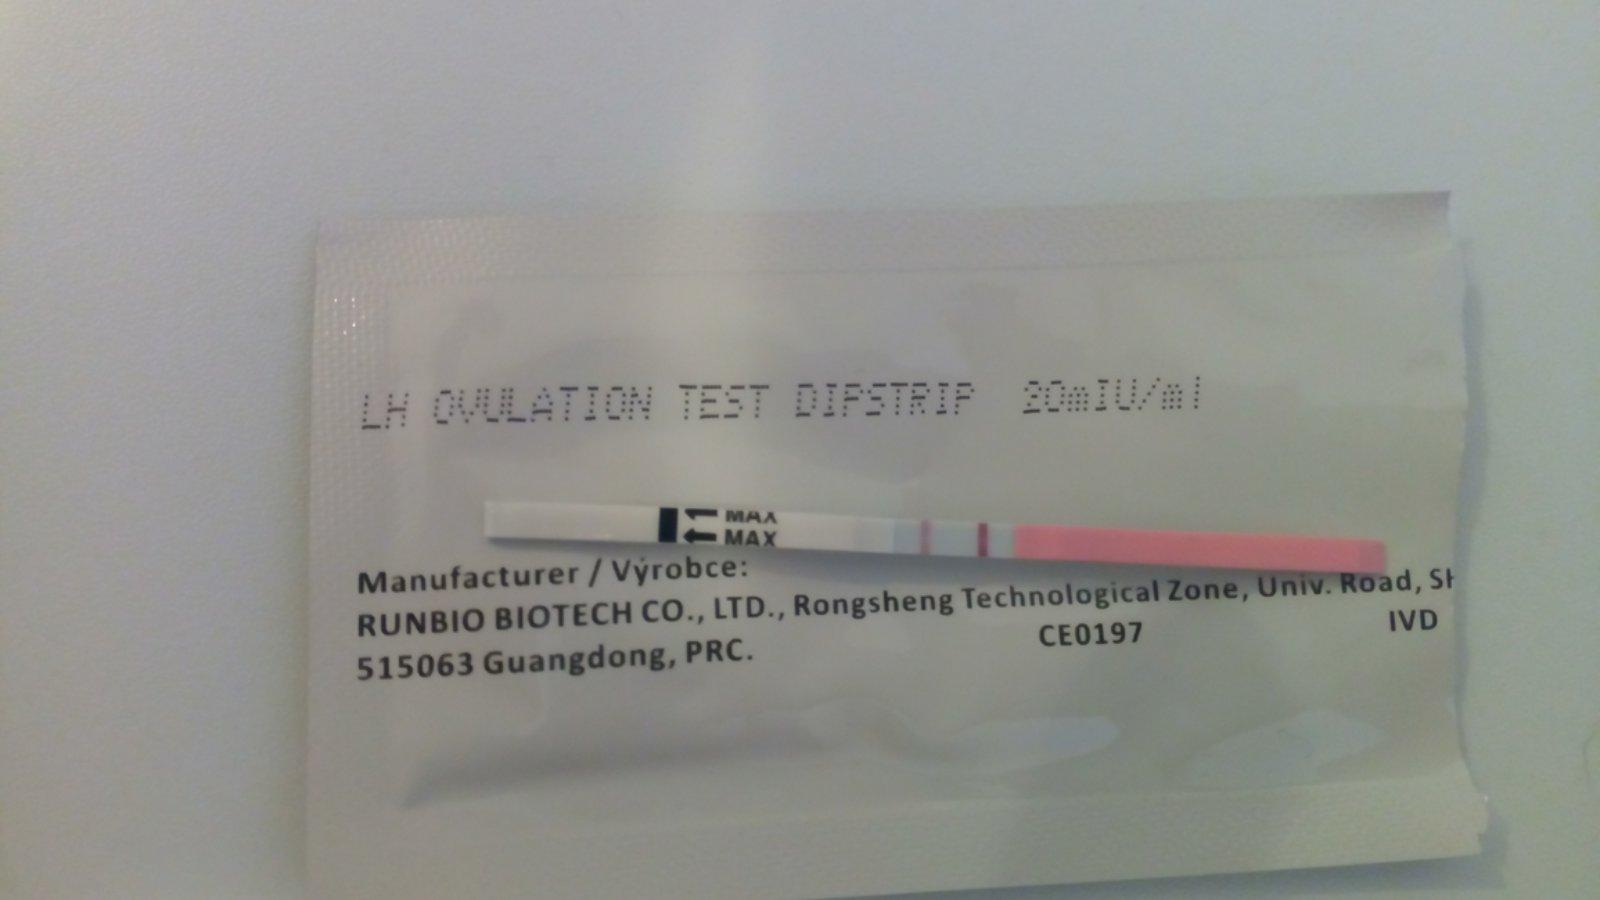 LH OVULATION TEST DIPSTRIP 20mIU/ml
MAX
MAX
Manufacturer / Výrobce:
RUNBIO BIOTECH CO., LTD., Rongsheng Technological Zone, Univ. Road,
515063 Guangdong, PRC. CE0197 IVD